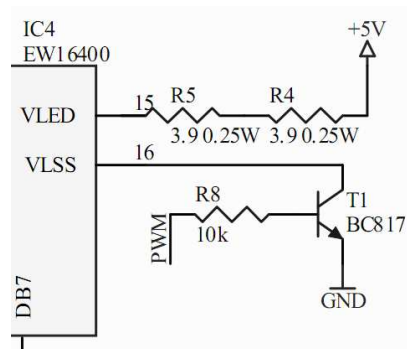 IC4
EW16400
+5V
15 R5 R4
VLED
3.9 0.25W 3.9 0.25W
VLSS 16
R8 T1
10k BC817
PWM
DB7
GND